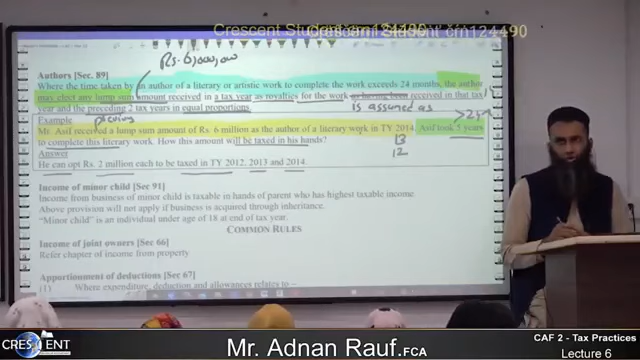 Crescent Student crn124490
Rs. 6,000,000
Authors [Sec. 89]
Where the time taken by an author of a literary or artistic work to complete the work exceeds 24 months, the author
may elect any lump sum amount received in a tax year as royalties for the work as having been received in that tax
year and the preceding 2 tax years in equal proportions.
is assumed as
Example
Mr. Asif received a lump sum amount of Rs. 6 million as the author of a literary work in TY 2014. Asif took 3 years
to complete this literary work. How this amount will be taxed in his hands?
13
12
Answer
He can opt Rs. 2 million each to be taxed in TY 2012, 2013 and 2014.
Income of minor child [Sec 91]
Income from business of minor child is taxable in hands of parent who has highest taxable income
Above provision will not apply if business is acquired through inheritance.
"Minor child" is an individual under age of 18 at end of tax year.
COMMON RULES
Income of joint owners [Sec 66]
Refer chapter of income from property
Apportionment of deductions [Sec 67]
(1) Where expenditure, deduction and allowances relates to –
CRESCENT
Mr. Adnan Rauf.FCA
CAF 2 - Tax Practices
Lecture 6